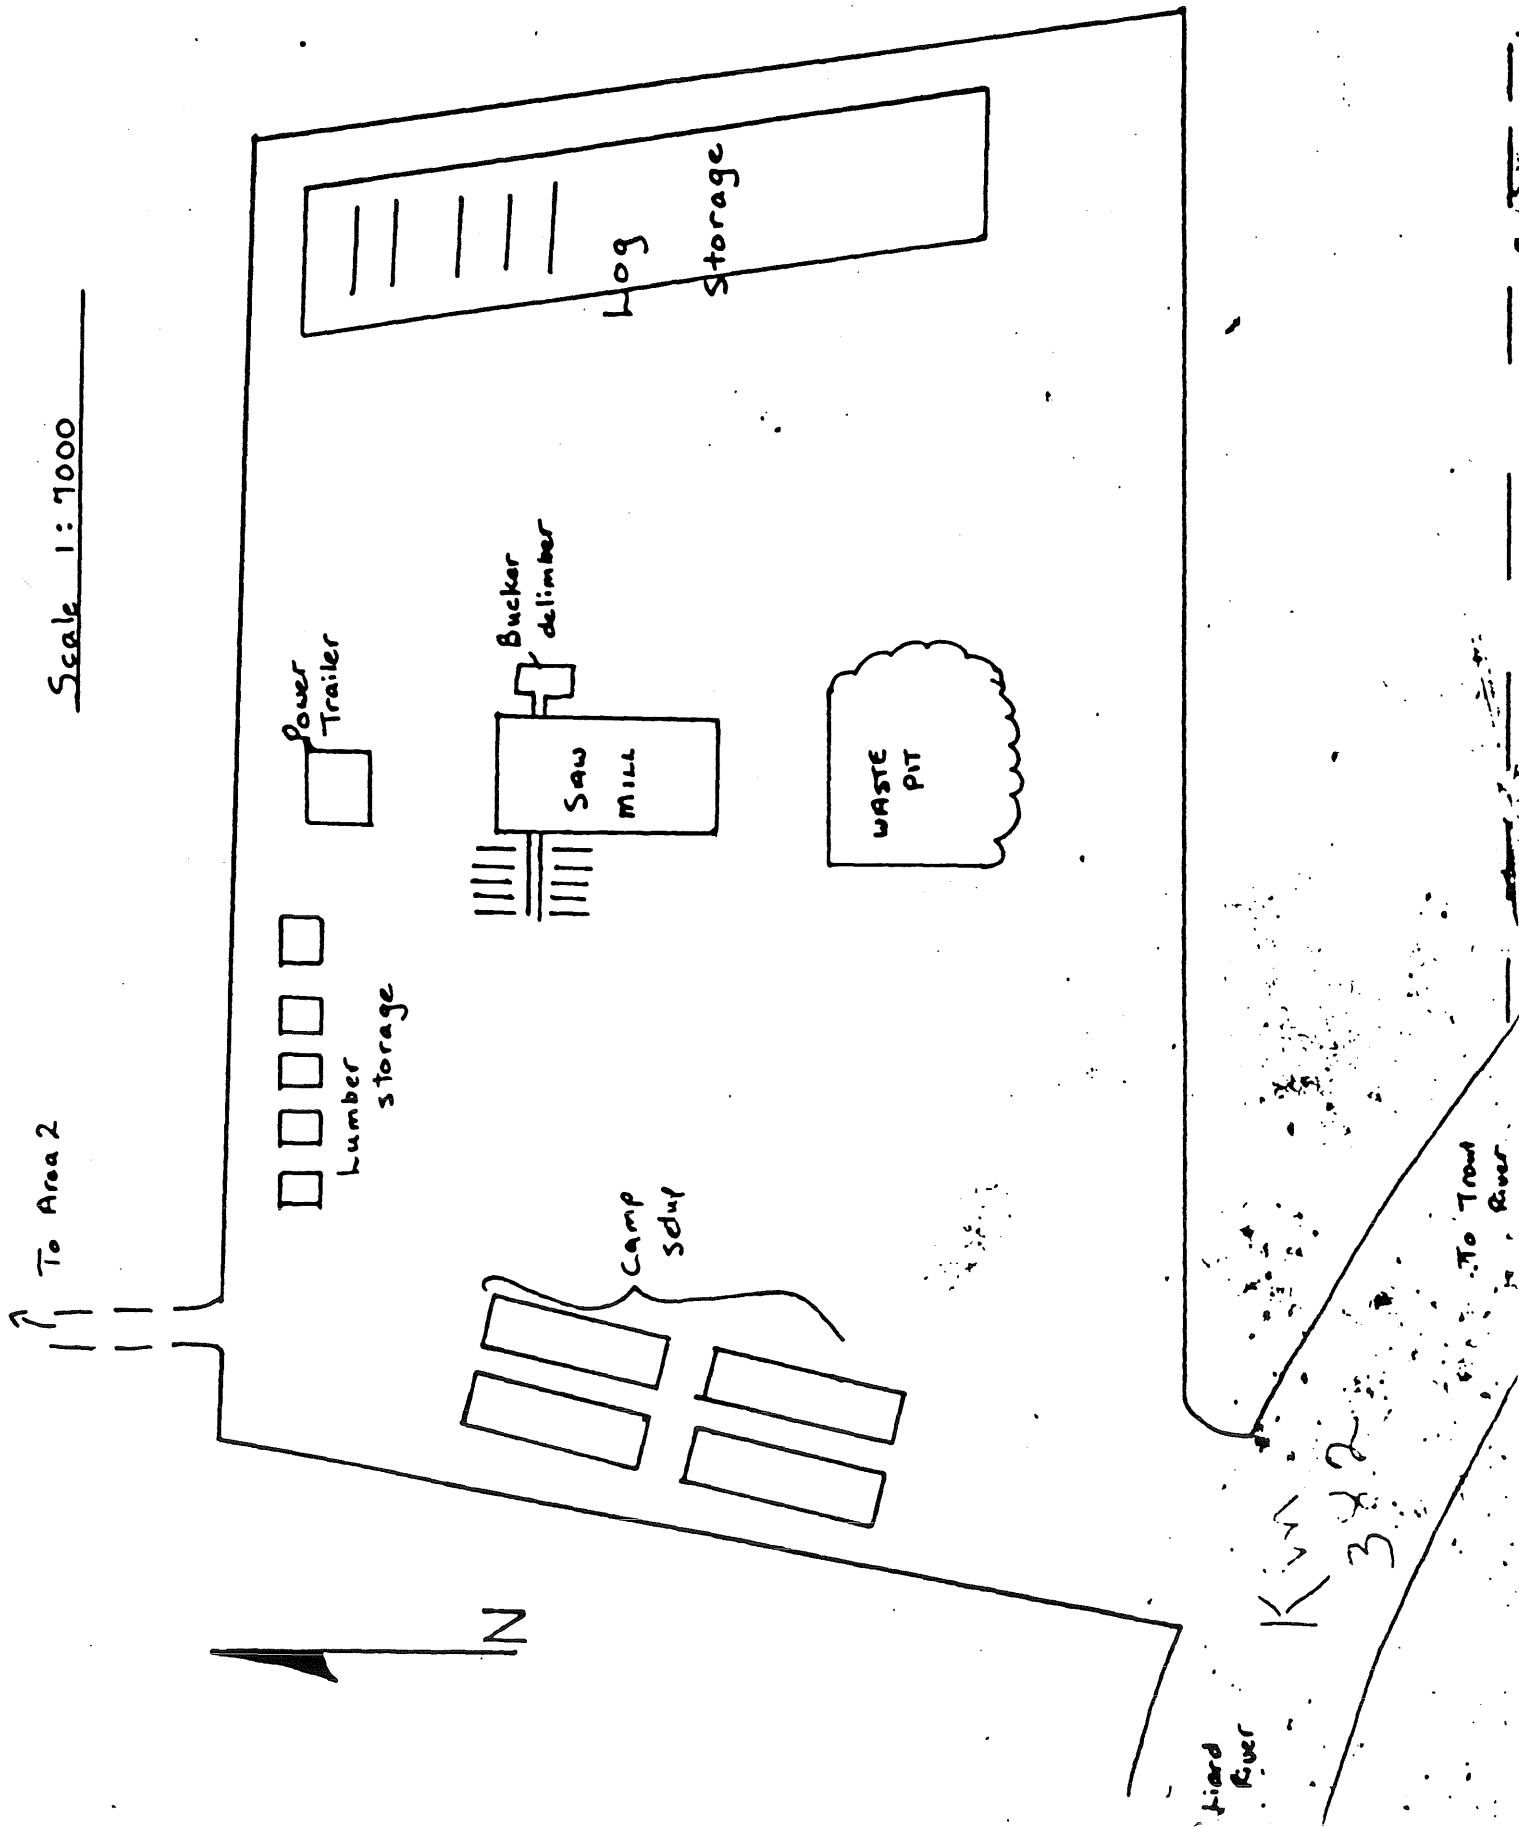 To Area 2
Scale 1:7000
Lumber
storage
Power
Trailer
Bucker
delimber
SAW
MILL
Log
storage
Camp
setup
WASTE
PIT
N
Liard
River
Km
322
To Trout
River